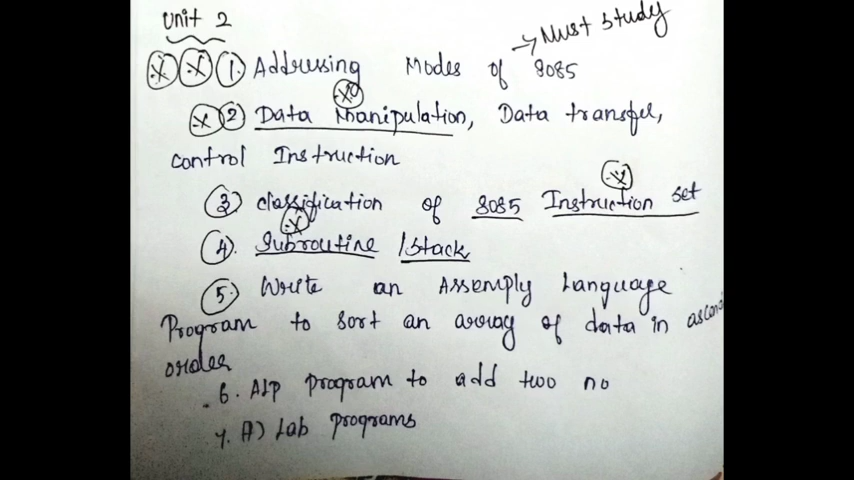 Unit 2
→ Must study
1. Addressing Modes of 8085
2 Data Manipulation, Data transfer,
control Instruction
3. classification of 8085 Instruction set
4. Subroutine / Stack
5. Write an Assemply Language
Program to sort an array of data in
order
6. Alp program to add two no
7. A) Lab programs